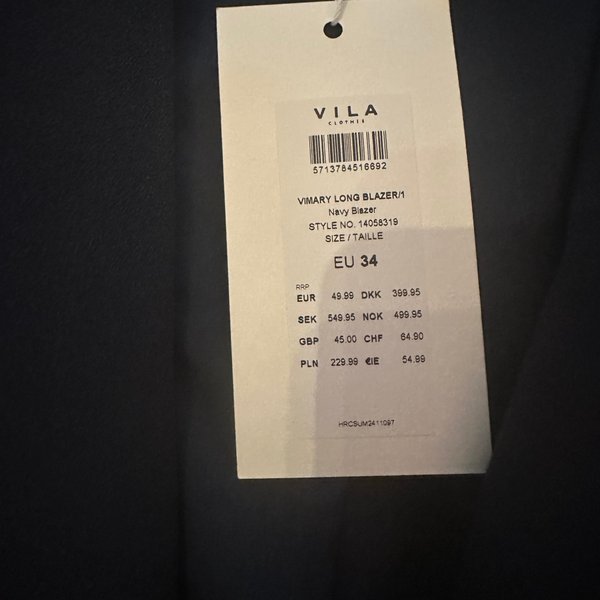 VILA
CLOTHES
5713784516692
VIMARY LONG BLAZER/1
Navy Blazer
STYLE NO. 14058319
SIZE / TAILLE
EU 34
RRP
EUR 49.99 DKK 399.95
SEK 549.95 NOK 499.95
GBP 45.00 CHF 64.90
PLN 229.99 €IE 54.99
HRCSUM2411097